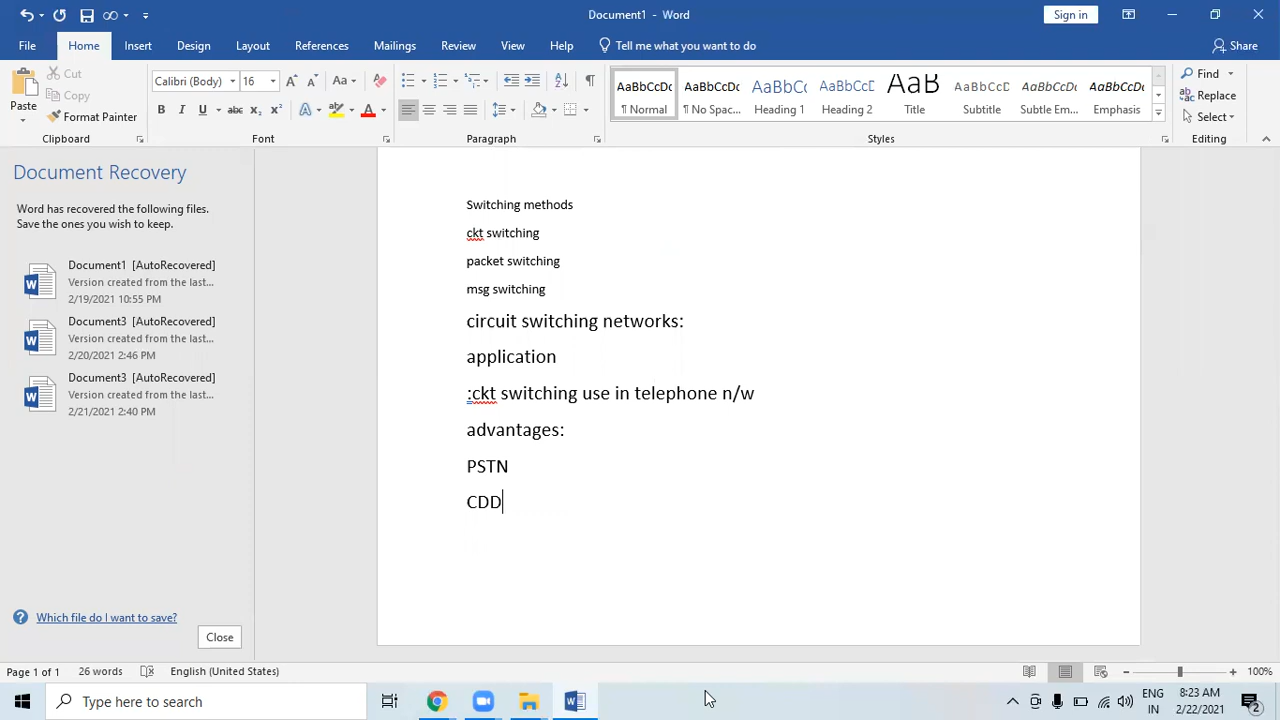 Document1 - Word
Sign in
File Home Insert Design Layout References Mailings Review View Help Tell me what you want to do Share
Paste
Cut
Copy
Format Painter
Clipboard
Calibri (Body) 16
Font
Paragraph
AaBbCcDc ¶ Normal
AaBbCcDc ¶ No Spac...
AaBbCc Heading 1
AaBbCcD Heading 2
AaB Title
AaBbCcD Subtitle
AaBbCcDc Subtle Em...
AaBbCcDc Emphasis
Styles
Find
Replace
Select
Editing
Document Recovery
Word has recovered the following files.
Save the ones you wish to keep.
Document1 [AutoRecovered]
Version created from the last...
2/19/2021 10:55 PM
Document3 [AutoRecovered]
Version created from the last...
2/20/2021 2:46 PM
Document3 [AutoRecovered]
Version created from the last...
2/21/2021 2:40 PM
Which file do I want to save?
Close
Switching methods
ckt switching
packet switching
msg switching
circuit switching networks:
application
:ckt switching use in telephone n/w
advantages:
PSTN
CDD
Page 1 of 1 26 words English (United States) 100%
Type here to search
ENG
IN
8:23 AM
2/22/2021
2